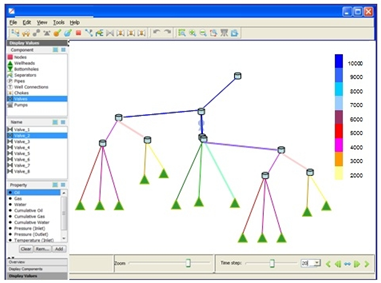 File Edit View Tools Help
Display Values
Component
Nodes
Wellheads
BottomHoles
Separators
Pipes
Well Connections
Chokes
Valves
Pumps
Name
Valve_1
Valve_2
Valve_3
Valve_4
Valve_5
Valve_6
Valve_7
Valve_8
Property
Oil
Gas
Water
Cumulative Oil
Cumulative Gas
Cumulative Water
Pressure (Inlet)
Pressure (Outlet)
Temperature (Inlet)
Clear Rem... Add
Overview
Display Components
Display Values
10000
9000
8000
7000
6000
5000
4000
3000
2000
Zoom
Time step: 20